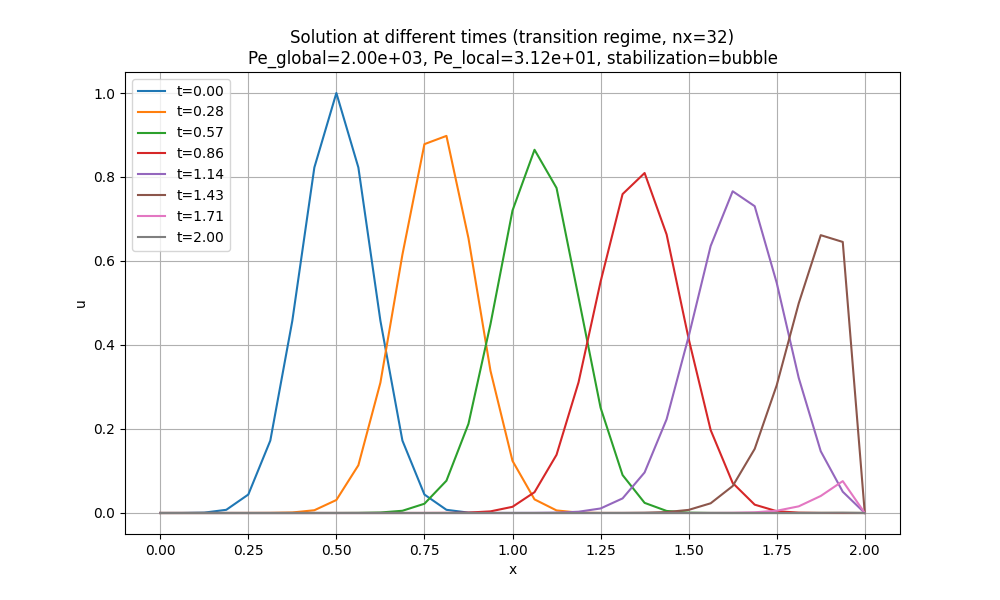 Solution at different times (transition regime, nx=32)
Pe_global=2.00e+03, Pe_local=3.12e+01, stabilization=bubble
t=0.00
t=0.28
t=0.57
t=0.86
t=1.14
t=1.43
t=1.71
t=2.00
1.0
0.8
0.6
0.4
0.2
0.0
u
0.00 0.25 0.50 0.75 1.00 1.25 1.50 1.75 2.00
x